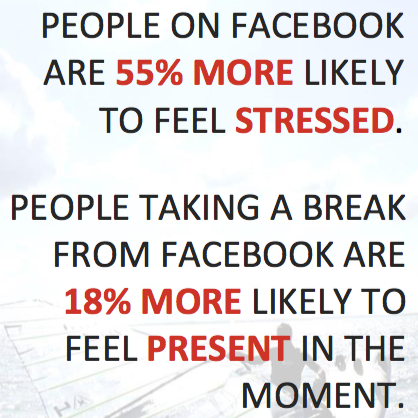 PEOPLE ON FACEBOOK
ARE 55% MORE LIKELY
TO FEEL STRESSED.
PEOPLE TAKING A BREAK
FROM FACEBOOK ARE
18% MORE LIKELY TO
FEEL PRESENT IN THE
MOMENT.